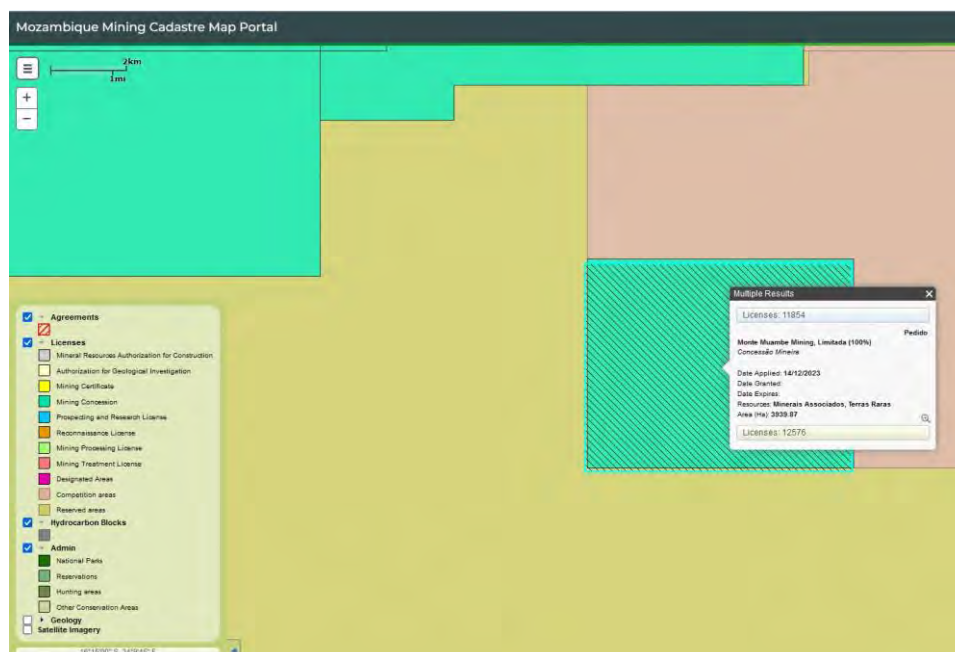 Mozambique Mining Cadastre Map Portal
2km
1mi
+
−
Agreements
Licenses
Mineral Resources Authorization for Construction
Authorization for Geological Investigation
Mining Certificate
Mining Concession
Prospecting and Research License
Reconnaissance License
Mining Processing License
Mining Treatment License
Designated Areas
Competition areas
Reserved areas
Hydrocarbon Blocks
Admin
National Parks
Reservations
Hunting areas
Other Conservation Areas
Geology
Satellite Imagery
Multiple Results
Licenses: 11854
Pedido
Monte Muambe Mining, Limitada (100%)
Concessão Mineira
Date Applied: 14/12/2023
Date Granted:
Date Expires:
Resources: Minerais Associados, Terras Raras
Area (Ha): 3939.87
Licenses: 12576